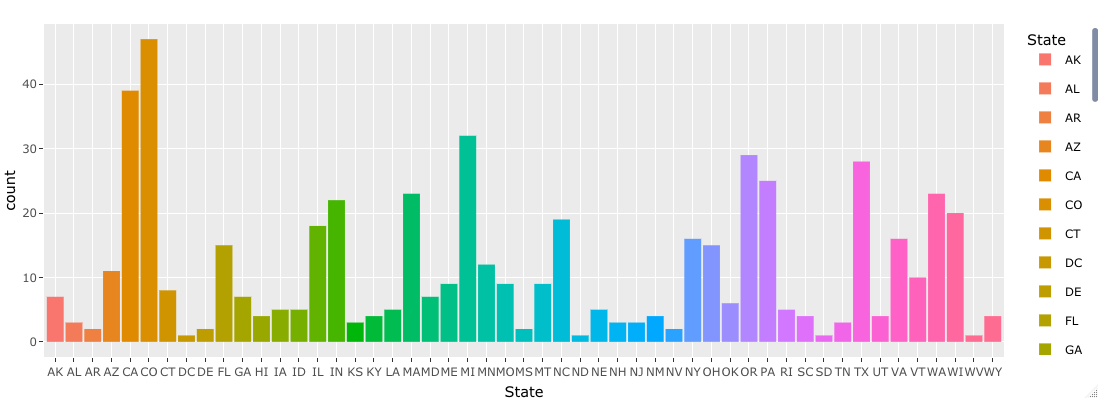 State
AK
AL
AR
AZ
CA
CO
CT
DC
DE
FL
GA
count
40
30
20
10
0
AK AL AR AZ CA CO CT DC DE FL GA HI IA ID IL IN KS KY LA MA MD ME MI MN MO MS MT NC ND NE NH NJ NM NV NY OH OK OR PA RI SC SD TN TX UT VA VT WA WI WV WY
State